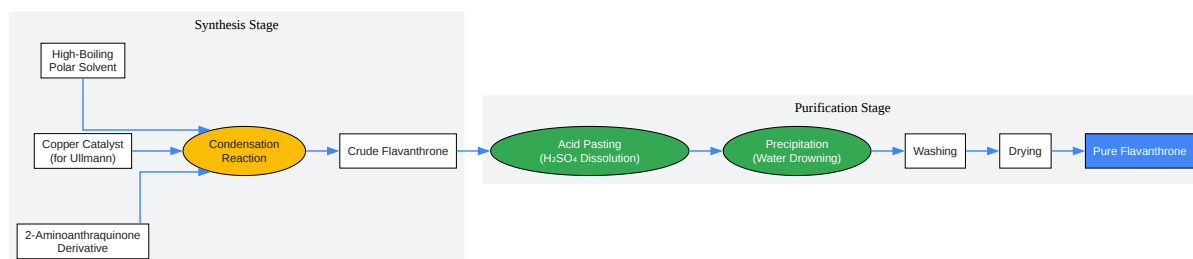 Synthesis Stage
High-Boiling
Polar Solvent
Copper Catalyst
(for Ullmann)
2-Aminoanthraquinone
Derivative
Condensation
Reaction
Crude Flavanthrone
Purification Stage
Acid Pasting
(H₂SO₄ Dissolution)
Precipitation
(Water Drowning)
Washing
Drying
Pure Flavanthrone